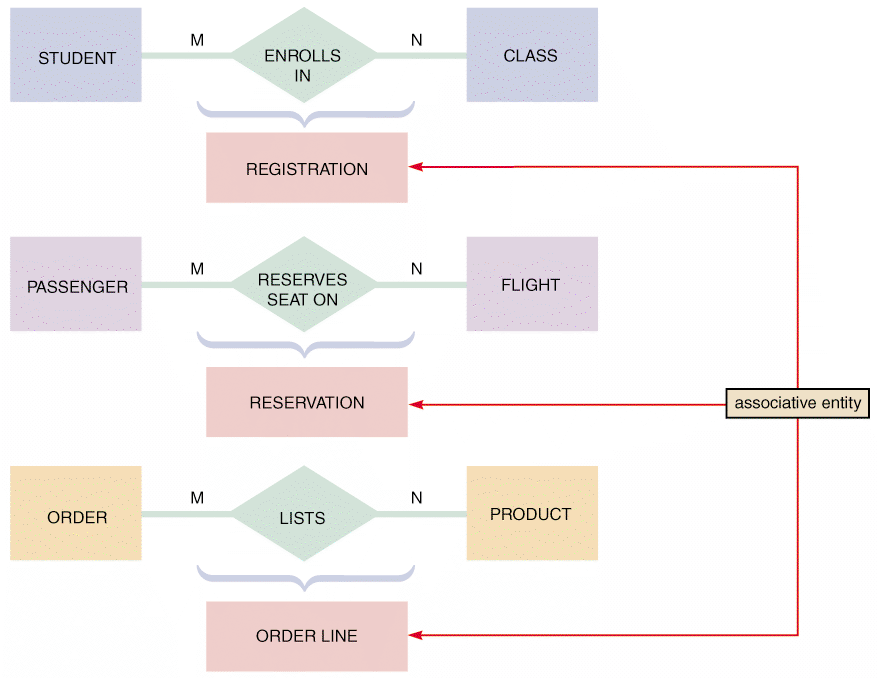 STUDENT
M
ENROLLS
IN
N
CLASS
REGISTRATION
PASSENGER
M
RESERVES
SEAT ON
N
FLIGHT
RESERVATION
associative entity
ORDER
M
LISTS
N
PRODUCT
ORDER LINE